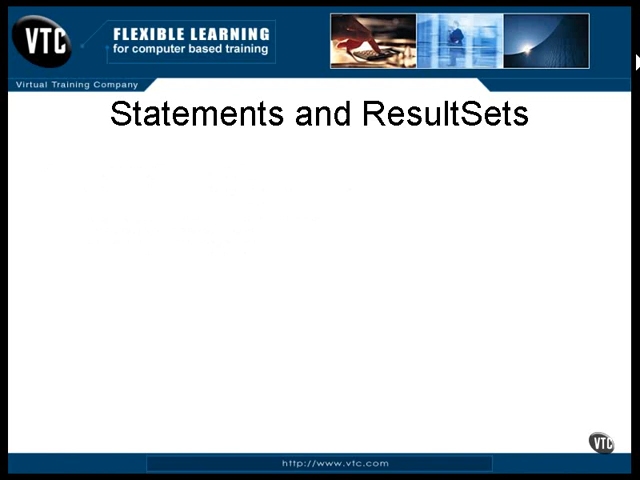 VTC
FLEXIBLE LEARNING
for computer based training
Virtual Training Company
Statements and ResultSets
VTC
http://www.vtc.com